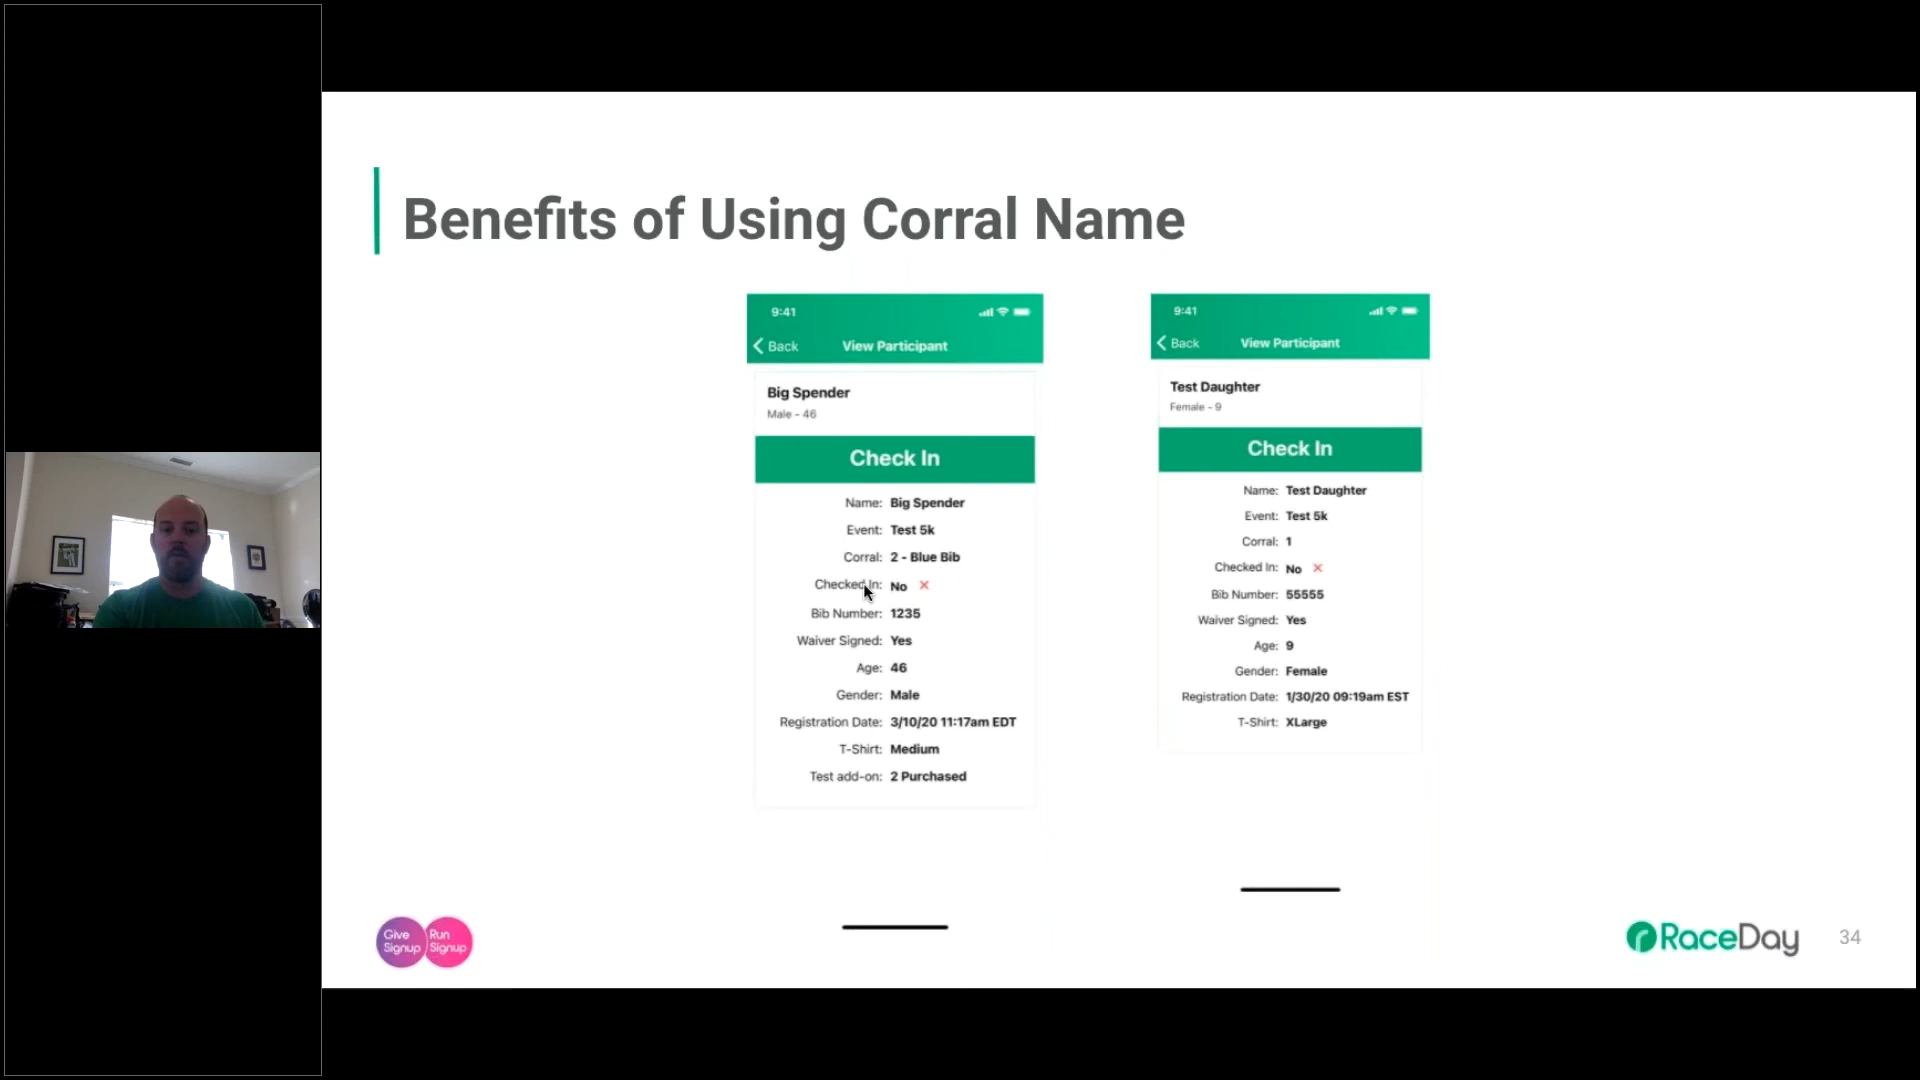 Benefits of Using Corral Name
9:41
Back
View Participant
Big Spender
Male - 46
Check In
Name: Big Spender
Event: Test 5k
Corral: 2 - Blue Bib
Checked In: No ✕
Bib Number: 1235
Waiver Signed: Yes
Age: 46
Gender: Male
Registration Date: 3/10/20 11:17am EDT
T-Shirt: Medium
Test add-on: 2 Purchased
9:41
Back
View Participant
Test Daughter
Female - 9
Check In
Name: Test Daughter
Event: Test 5k
Corral: 1
Checked In: No ✕
Bib Number: 55555
Waiver Signed: Yes
Age: 9
Gender: Female
Registration Date: 1/30/20 09:19am EST
T-Shirt: XLarge
Give Signup
Run Signup
RaceDay
34